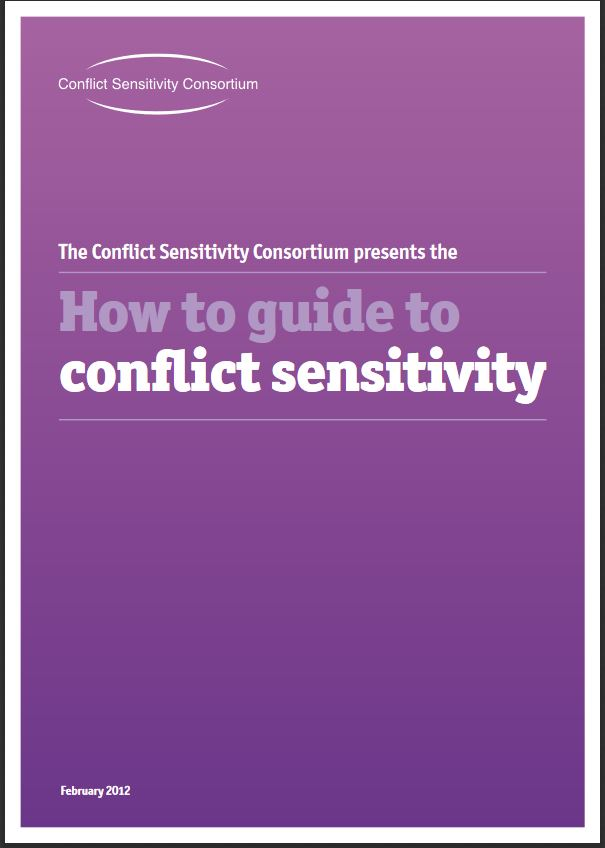 Conflict Sensitivity Consortium
The Conflict Sensitivity Consortium presents the
How to guide to
conflict sensitivity
February 2012